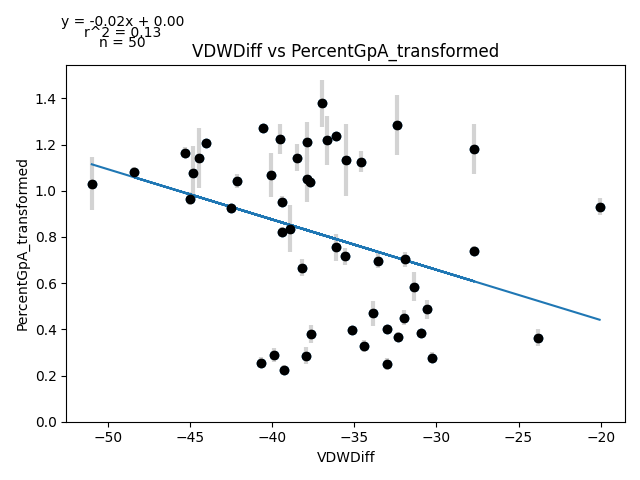 y = -0.02x + 0.00
r^2 = 0.13
n = 50
VDWDiff vs PercentGpA_transformed
PercentGpA_transformed
1.4
1.2
1.0
0.8
0.6
0.4
0.2
0.0
−50 −45 −40 −35 −30 −25 −20
VDWDiff